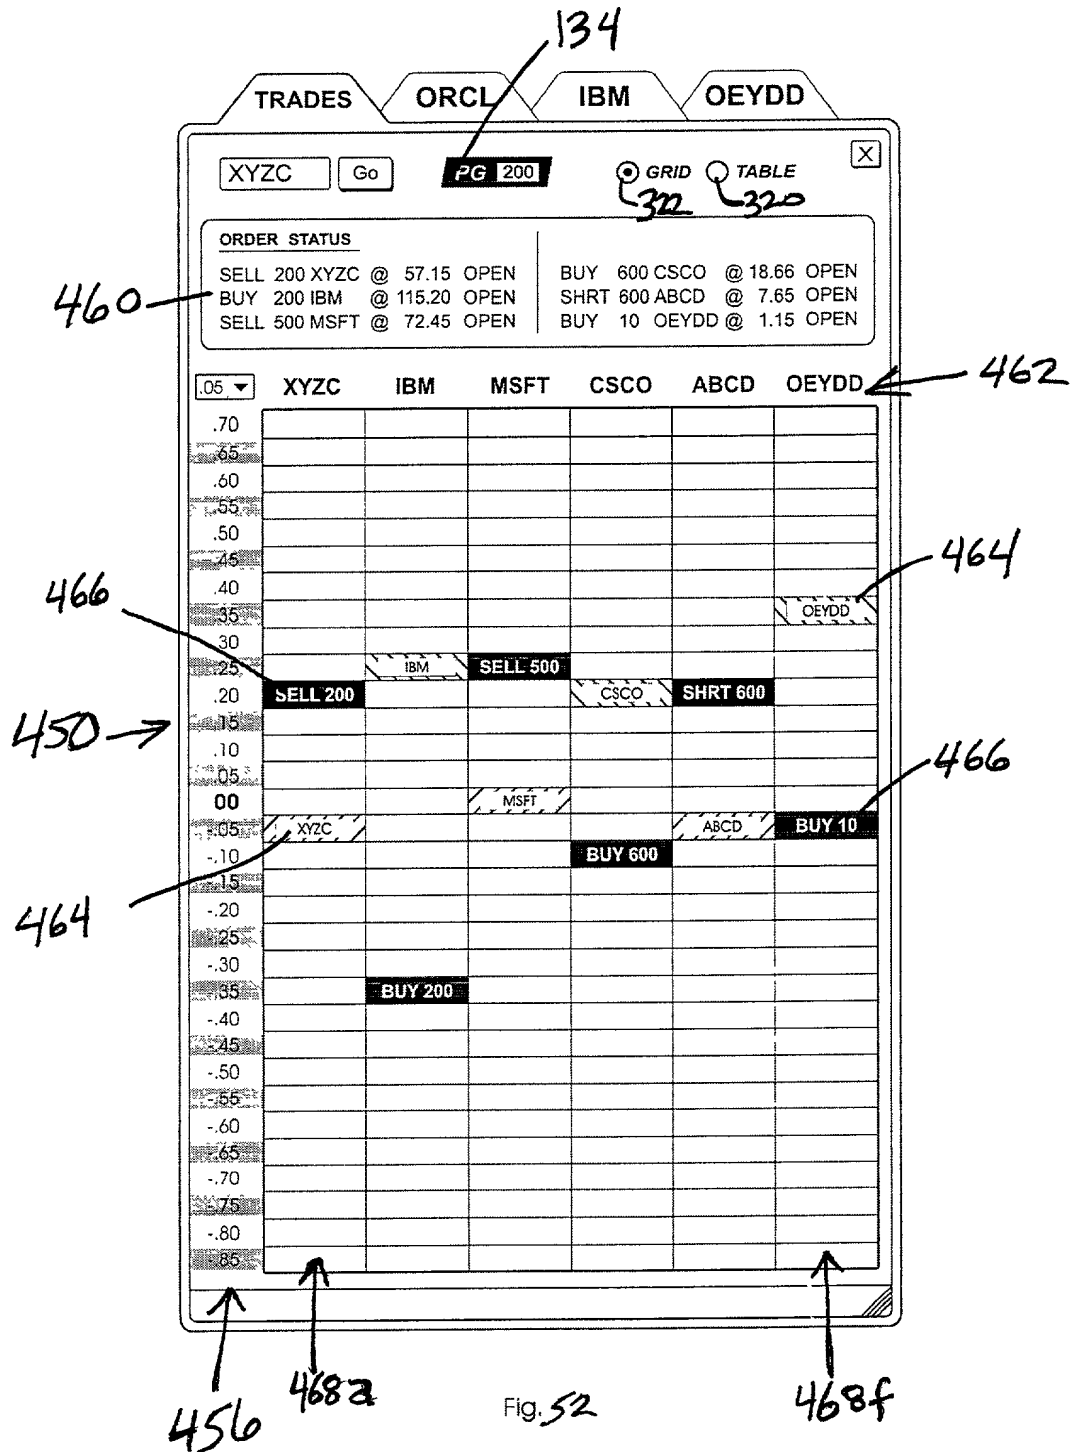 134
TRADES ORCL IBM OEYDD
XYZC Go PG 200 GRID TABLE X
322 320
ORDER STATUS
SELL 200 XYZC @ 57.15 OPEN BUY 600 CSCO @ 18.66 OPEN
460 BUY 200 IBM @ 115.20 OPEN SHRT 600 ABCD @ 7.65 OPEN
SELL 500 MSFT @ 72.45 OPEN BUY 10 OEYDD @ 1.15 OPEN
.05 XYZC IBM MSFT CSCO ABCD OEYDD 462
.70
.65
.60
.55
.50
.45 464
.40
466 .35 OEYDD
.30
.25 IBM SELL 500
.20 SELL 200 CSCO SHRT 600
450 .15
.10 466
.05
00 MSFT
-.05 XYZC ABCD BUY 10
-.10 BUY 600
-.15
464 -.20
-.25
-.30
-.35 BUY 200
-.40
-.45
-.50
-.55
-.60
-.65
-.70
-.75
-.80
-.85
456 468a Fig. 52 468f